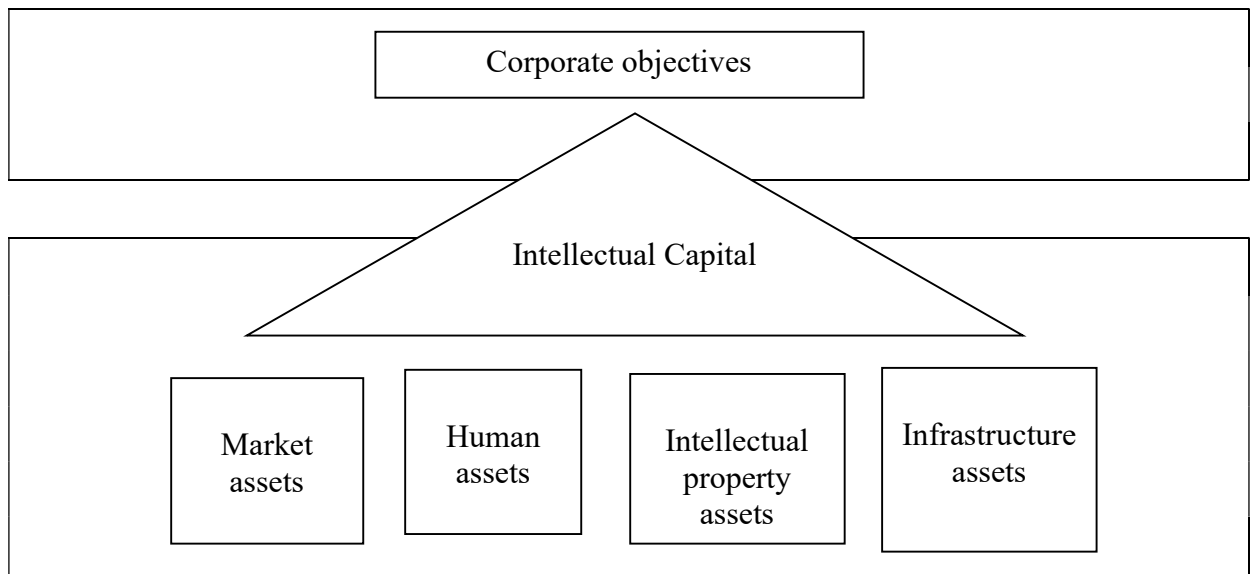 Corporate objectives
Intellectual Capital
Market
assets
Human
assets
Intellectual
property
assets
Infrastructure
assets